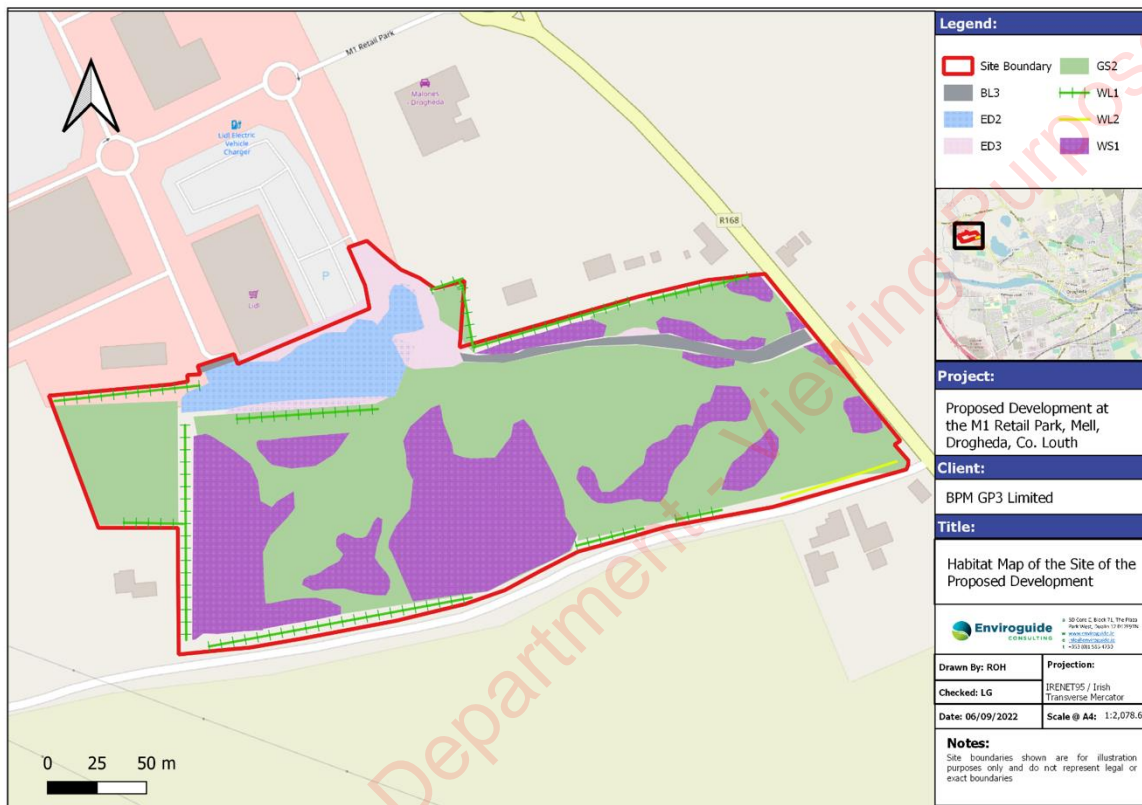 M1 Retail Park
Malones
- Drogheda
Lidl Electric
Vehicle
Charger
R168
P
Lidl
0 25 50 m
Legend:
Site Boundary
GS2
BL3
WL1
ED2
WL2
ED3
WS1
Drogheda
Project:
Proposed Development at
the M1 Retail Park, Mell,
Drogheda, Co. Louth
Client:
BPM GP3 Limited
Title:
Habitat Map of the Site of the
Proposed Development
Enviroguide
CONSULTING
Drawn By: ROH
Projection:
IRENET95 / Irish
Transverse Mercator
Checked: LG
Date: 06/09/2022
Scale @ A4: 1:2,078.6
Notes:
Site boundaries shown are for illustration
purposes only and do not represent legal or
exact boundaries
Department - Viewing Purpos